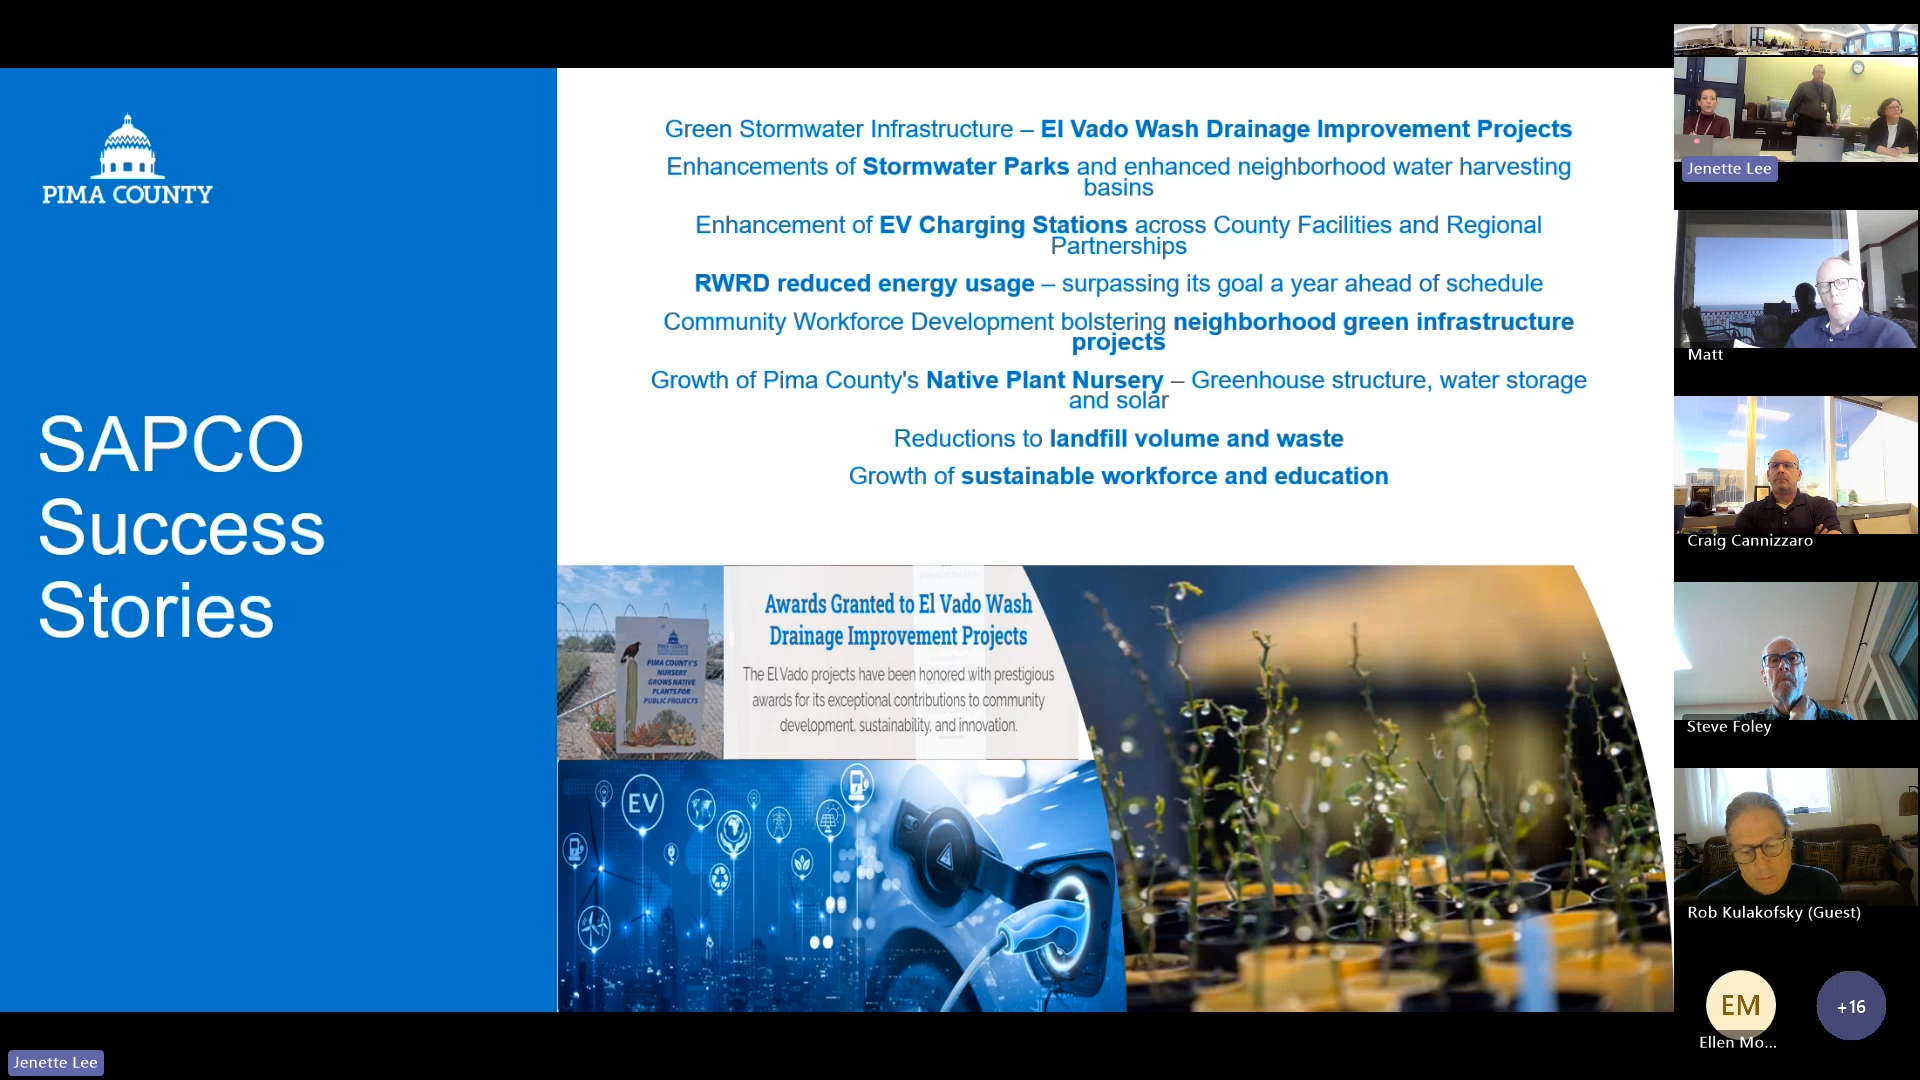 PIMA COUNTY
SAPCO
Success
Stories
Green Stormwater Infrastructure – El Vado Wash Drainage Improvement Projects
Enhancements of Stormwater Parks and enhanced neighborhood water harvesting
basins
Enhancement of EV Charging Stations across County Facilities and Regional
Partnerships
RWRD reduced energy usage – surpassing its goal a year ahead of schedule
Community Workforce Development bolstering neighborhood green infrastructure
projects
Growth of Pima County's Native Plant Nursery – Greenhouse structure, water storage
and solar
Reductions to landfill volume and waste
Growth of sustainable workforce and education
PIMA COUNTY'S
NURSERY
GROWS NATIVE
PLANTS FOR
PUBLIC PROJECTS
Awards Granted to El Vado Wash
Drainage Improvement Projects
The El Vado projects have been honored with prestigious
awards for its exceptional contributions to community
development, sustainability, and innovation.
EV
Jenette Lee
Matt
Craig Cannizzaro
Steve Foley
Rob Kulakofsky (Guest)
EM
+16
Ellen Mo...
Jenette Lee